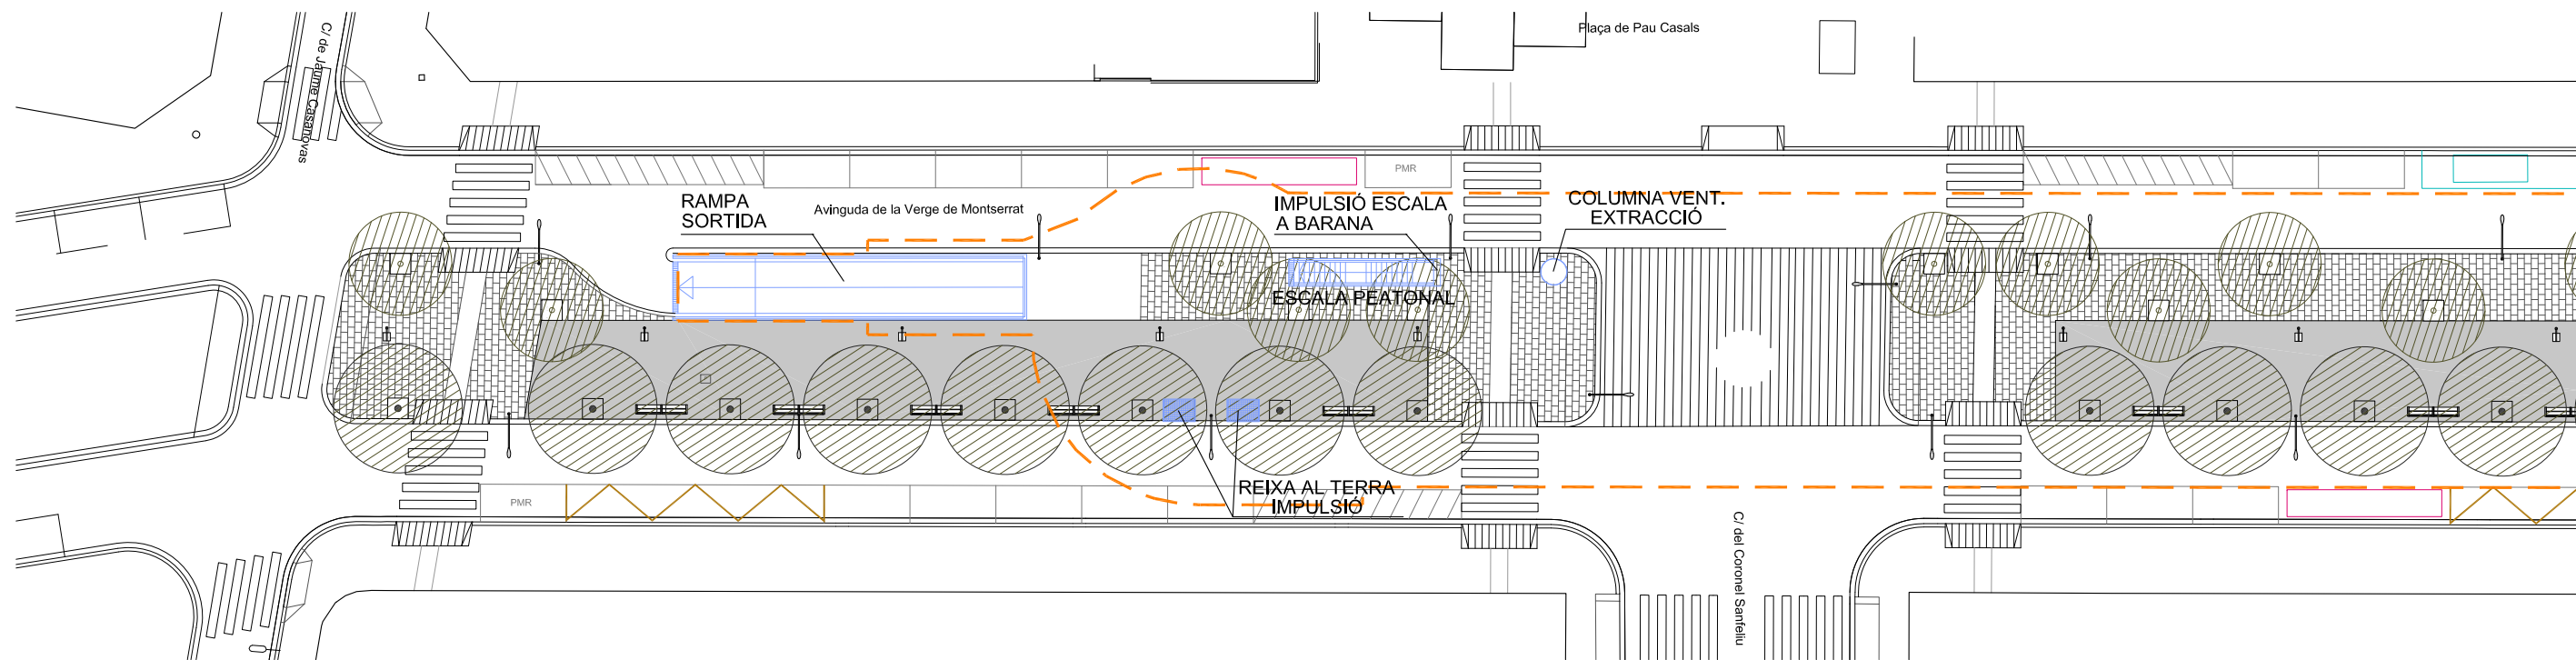 Plaça de Pau Casals
C/ de Jaume Casanovas
PMR
RAMPA
SORTIDA
Avinguda de la Verge de Montserrat
IMPULSIÓ ESCALA
A BARANA
COLUMNA VENT.
EXTRACCIÓ
ESCALA PEATONAL
REIXA AL TERRA
IMPULSIÓ
PMR
C/ del Coronel Sanfeliu